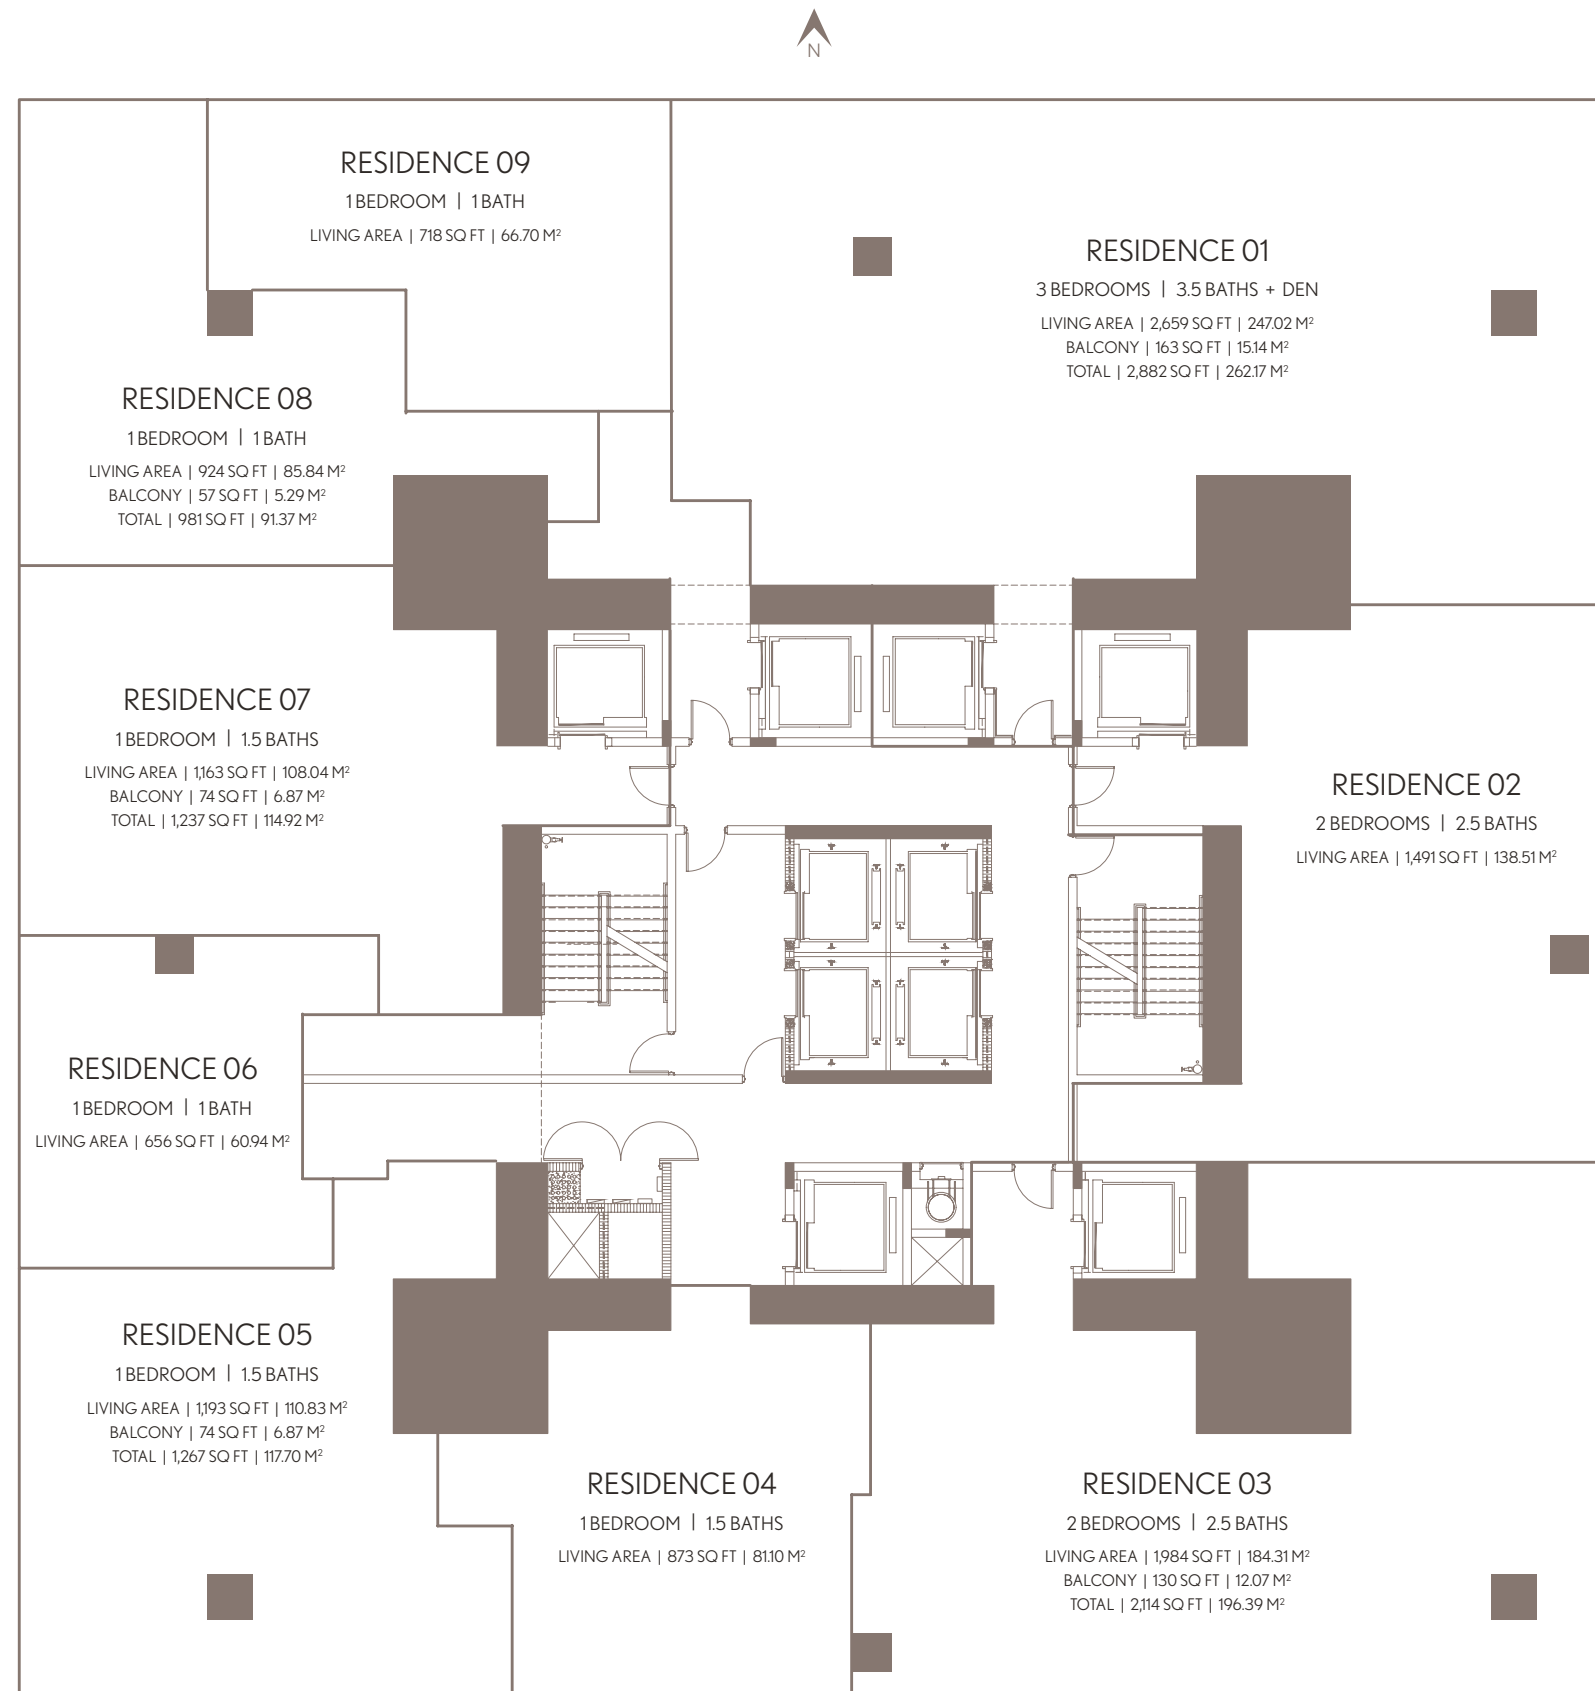 N
RESIDENCE 09
1 BEDROOM | 1 BATH
LIVING AREA | 718 SQ FT | 66.70 M²
RESIDENCE 01
3 BEDROOMS | 3.5 BATHS + DEN
LIVING AREA | 2,659 SQ FT | 247.02 M²
BALCONY | 163 SQ FT | 15.14 M²
TOTAL | 2,882 SQ FT | 262.17 M²
RESIDENCE 08
1 BEDROOM | 1 BATH
LIVING AREA | 924 SQ FT | 85.84 M²
BALCONY | 57 SQ FT | 5.29 M²
TOTAL | 981 SQ FT | 91.37 M²
RESIDENCE 07
1 BEDROOM | 1.5 BATHS
LIVING AREA | 1,163 SQ FT | 108.04 M²
BALCONY | 74 SQ FT | 6.87 M²
TOTAL | 1,237 SQ FT | 114.92 M²
RESIDENCE 02
2 BEDROOMS | 2.5 BATHS
LIVING AREA | 1,491 SQ FT | 138.51 M²
RESIDENCE 06
1 BEDROOM | 1 BATH
LIVING AREA | 656 SQ FT | 60.94 M²
RESIDENCE 05
1 BEDROOM | 1.5 BATHS
LIVING AREA | 1,193 SQ FT | 110.83 M²
BALCONY | 74 SQ FT | 6.87 M²
TOTAL | 1,267 SQ FT | 117.70 M²
RESIDENCE 04
1 BEDROOM | 1.5 BATHS
LIVING AREA | 873 SQ FT | 81.10 M²
RESIDENCE 03
2 BEDROOMS | 2.5 BATHS
LIVING AREA | 1,984 SQ FT | 184.31 M²
BALCONY | 130 SQ FT | 12.07 M²
TOTAL | 2,114 SQ FT | 196.39 M²